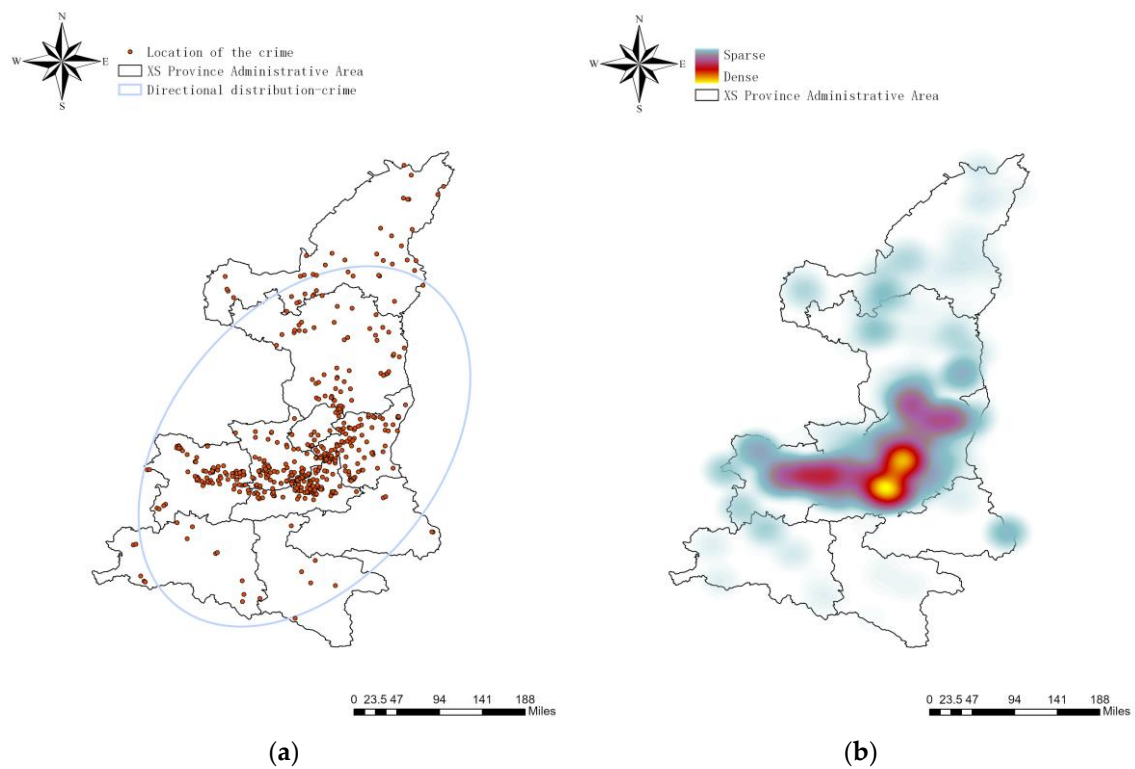 N
W E
S
Location of the crime
XS Province Administrative Area
Directional distribution-crime
0 23.5 47 94 141 188
Miles
(a)
N
W E
S
Sparse
Dense
XS Province Administrative Area
0 23.5 47 94 141 188
Miles
(b)